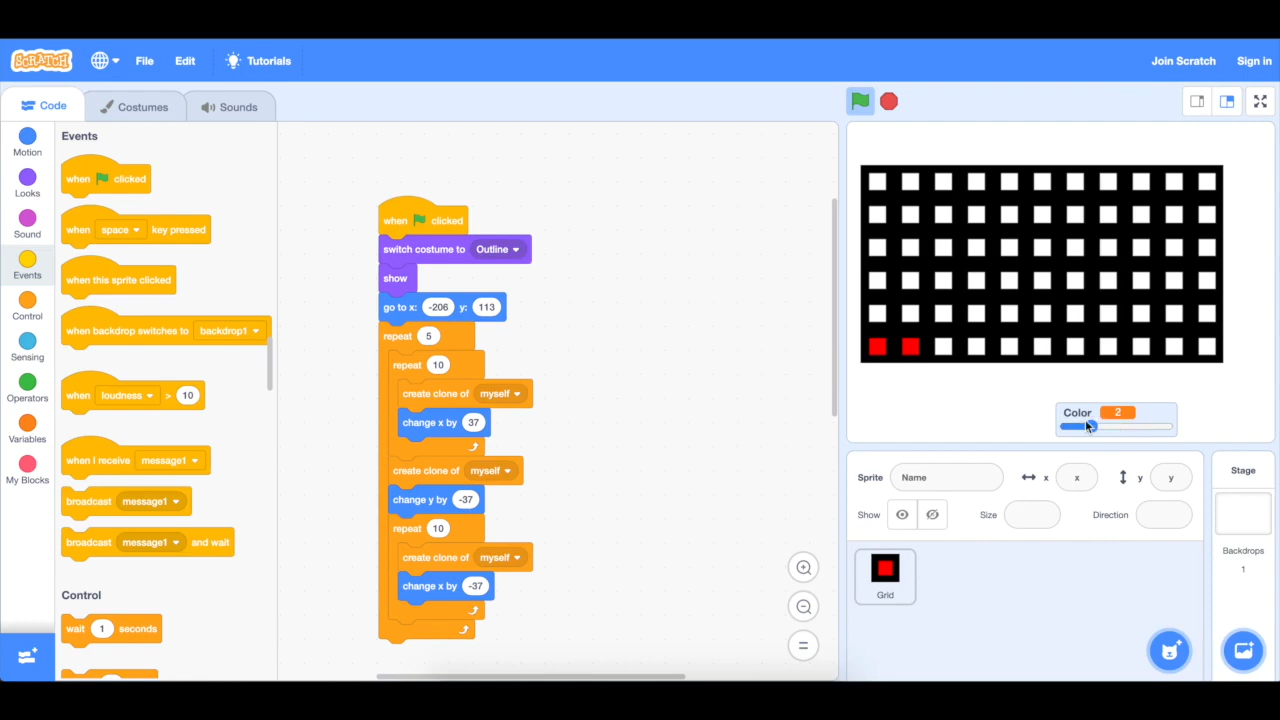 SCRATCH File Edit Tutorials Join Scratch Sign in
Code Costumes Sounds
Motion
Looks
Sound
Events
Control
Sensing
Operators
Variables
My Blocks
Events
when clicked
when space key pressed
when this sprite clicked
when backdrop switches to backdrop1
when loudness > 10
when I receive message1
broadcast message1
broadcast message1 and wait
Control
wait 1 seconds
when clicked
switch costume to Outline
show
go to x: -206 y: 113
repeat 5
repeat 10
create clone of myself
change x by 37
create clone of myself
change y by -37
repeat 10
create clone of myself
change x by -37
Color 2
Sprite Name x x y y
Show Size Direction
Grid
Stage
Backdrops
1